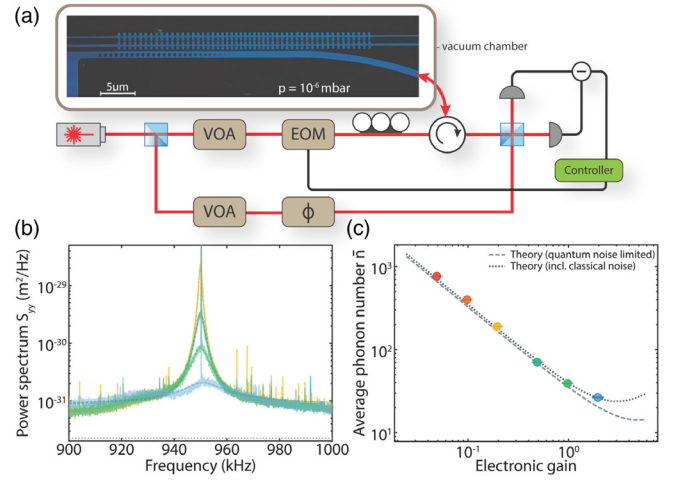 (a)
- vacuum chamber
5μm
p = 10⁻⁶ mbar
VOA
EOM
−
Controller
VOA
ϕ
(b)
Power spectrum Syy (m²/Hz)
10⁻²⁹
10⁻³⁰
10⁻³¹
900 920 940 960 980 1000
Frequency (kHz)
(c)
Average phonon number n̄
Theory (quantum noise limited)
Theory (incl. classical noise)
10³
10²
10¹
10⁻¹ 10⁰
Electronic gain